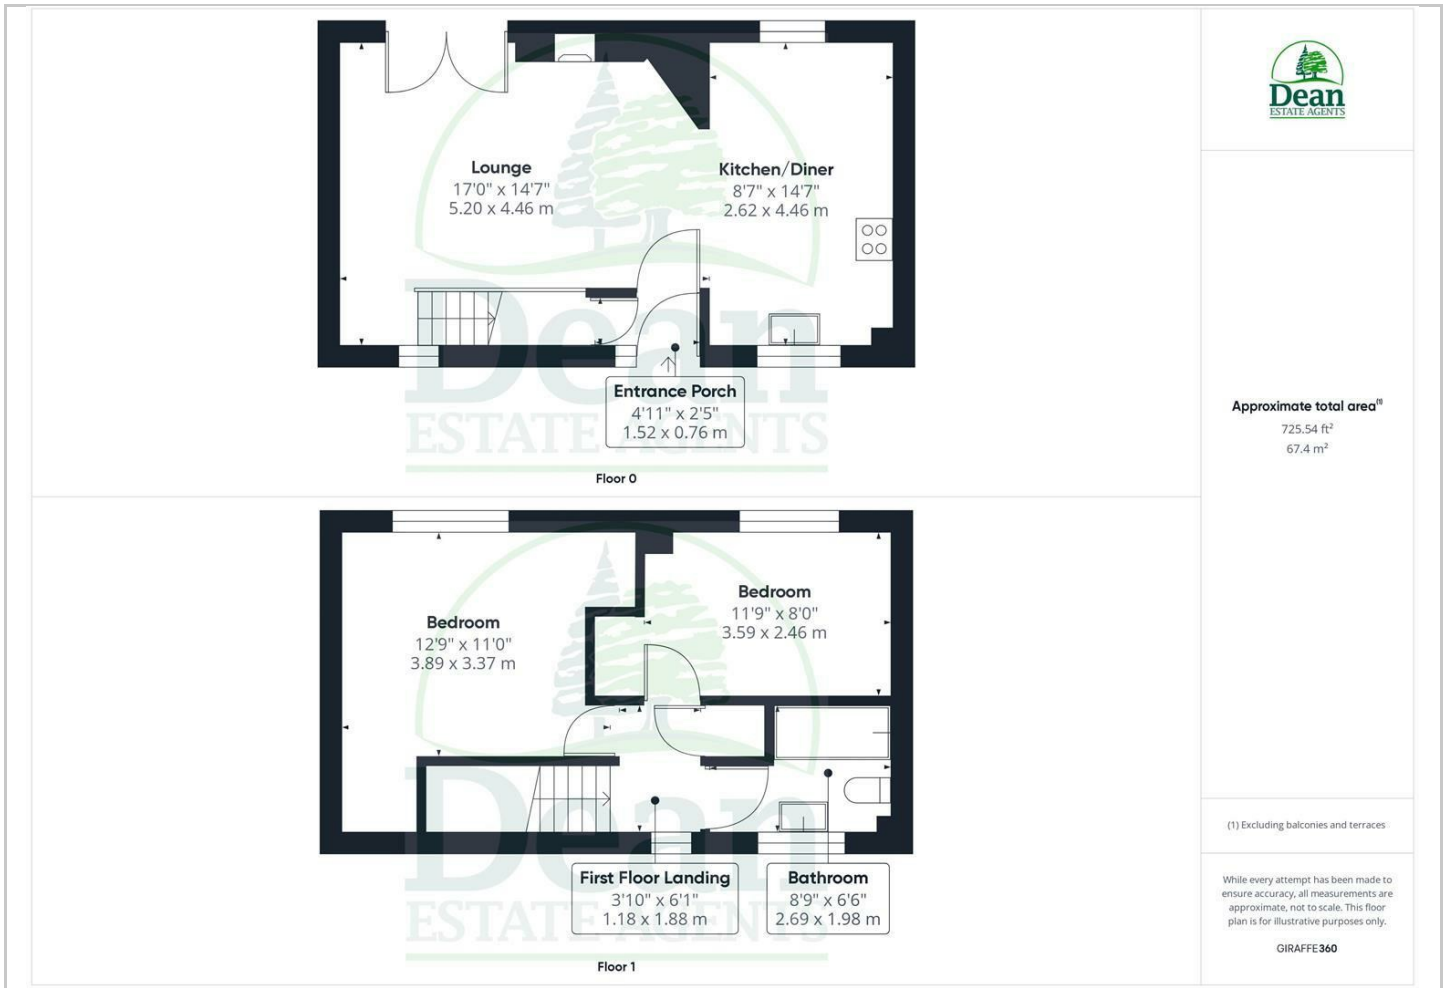 Lounge
17'0" x 14'7"
5.20 x 4.46 m
Kitchen/Diner
8'7" x 14'7"
2.62 x 4.46 m
Entrance Porch
4'11" x 2'5"
1.52 x 0.76 m
Dean
ESTATE AGENTS
Floor 0
Bedroom
12'9" x 11'0"
3.89 x 3.37 m
Bedroom
11'9" x 8'0"
3.59 x 2.46 m
First Floor Landing
3'10" x 6'1"
1.18 x 1.88 m
Bathroom
8'9" x 6'6"
2.69 x 1.98 m
Dean
ESTATE AGENTS
Floor 1
Dean
ESTATE AGENTS
Approximate total area(1)
725.54 ft²
67.4 m²
(1) Excluding balconies and terraces
While every attempt has been made to
ensure accuracy, all measurements are
approximate, not to scale. This floor
plan is for illustrative purposes only.
GIRAFFE360